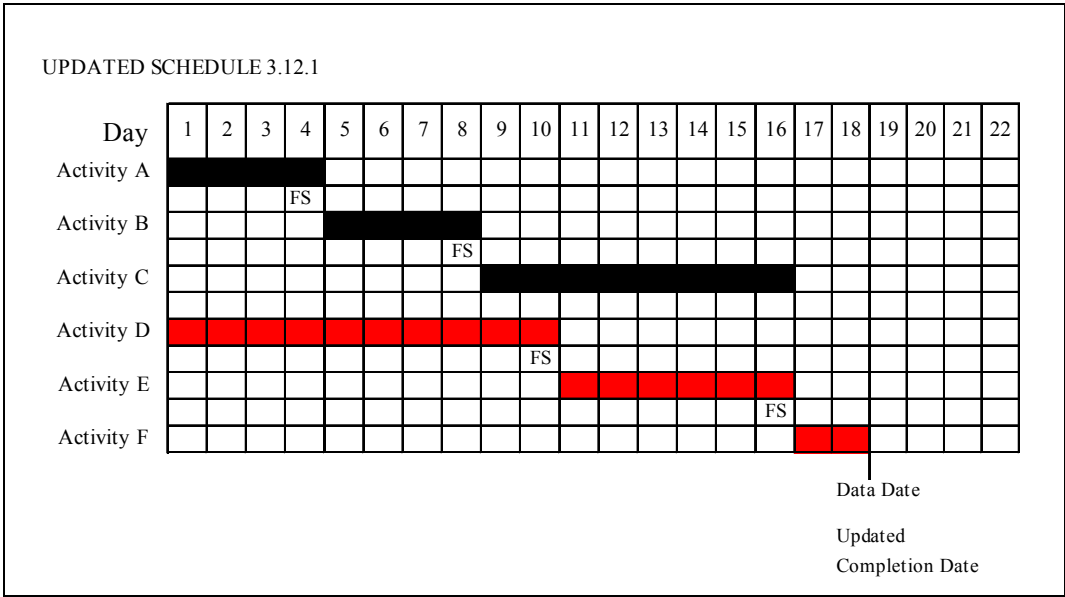 UPDATED SCHEDULE 3.12.1
Day 1 2 3 4 5 6 7 8 9 10 11 12 13 14 15 16 17 18 19 20 21 22
Activity A
FS
Activity B
FS
Activity C
Activity D
FS
Activity E
FS
Activity F
Data Date
Updated
Completion Date